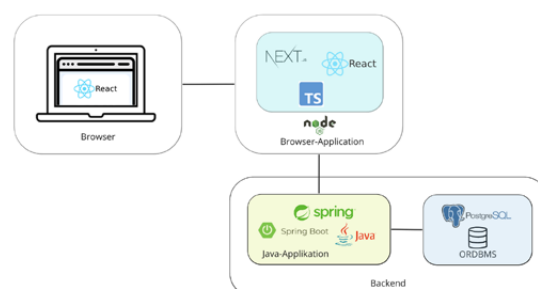 React
Browser
NEXT.JS
React
TS
node
Browser-Application
spring
Spring Boot
Java
Java-Applikation
PostgreSQL
ORDBMS
Backend